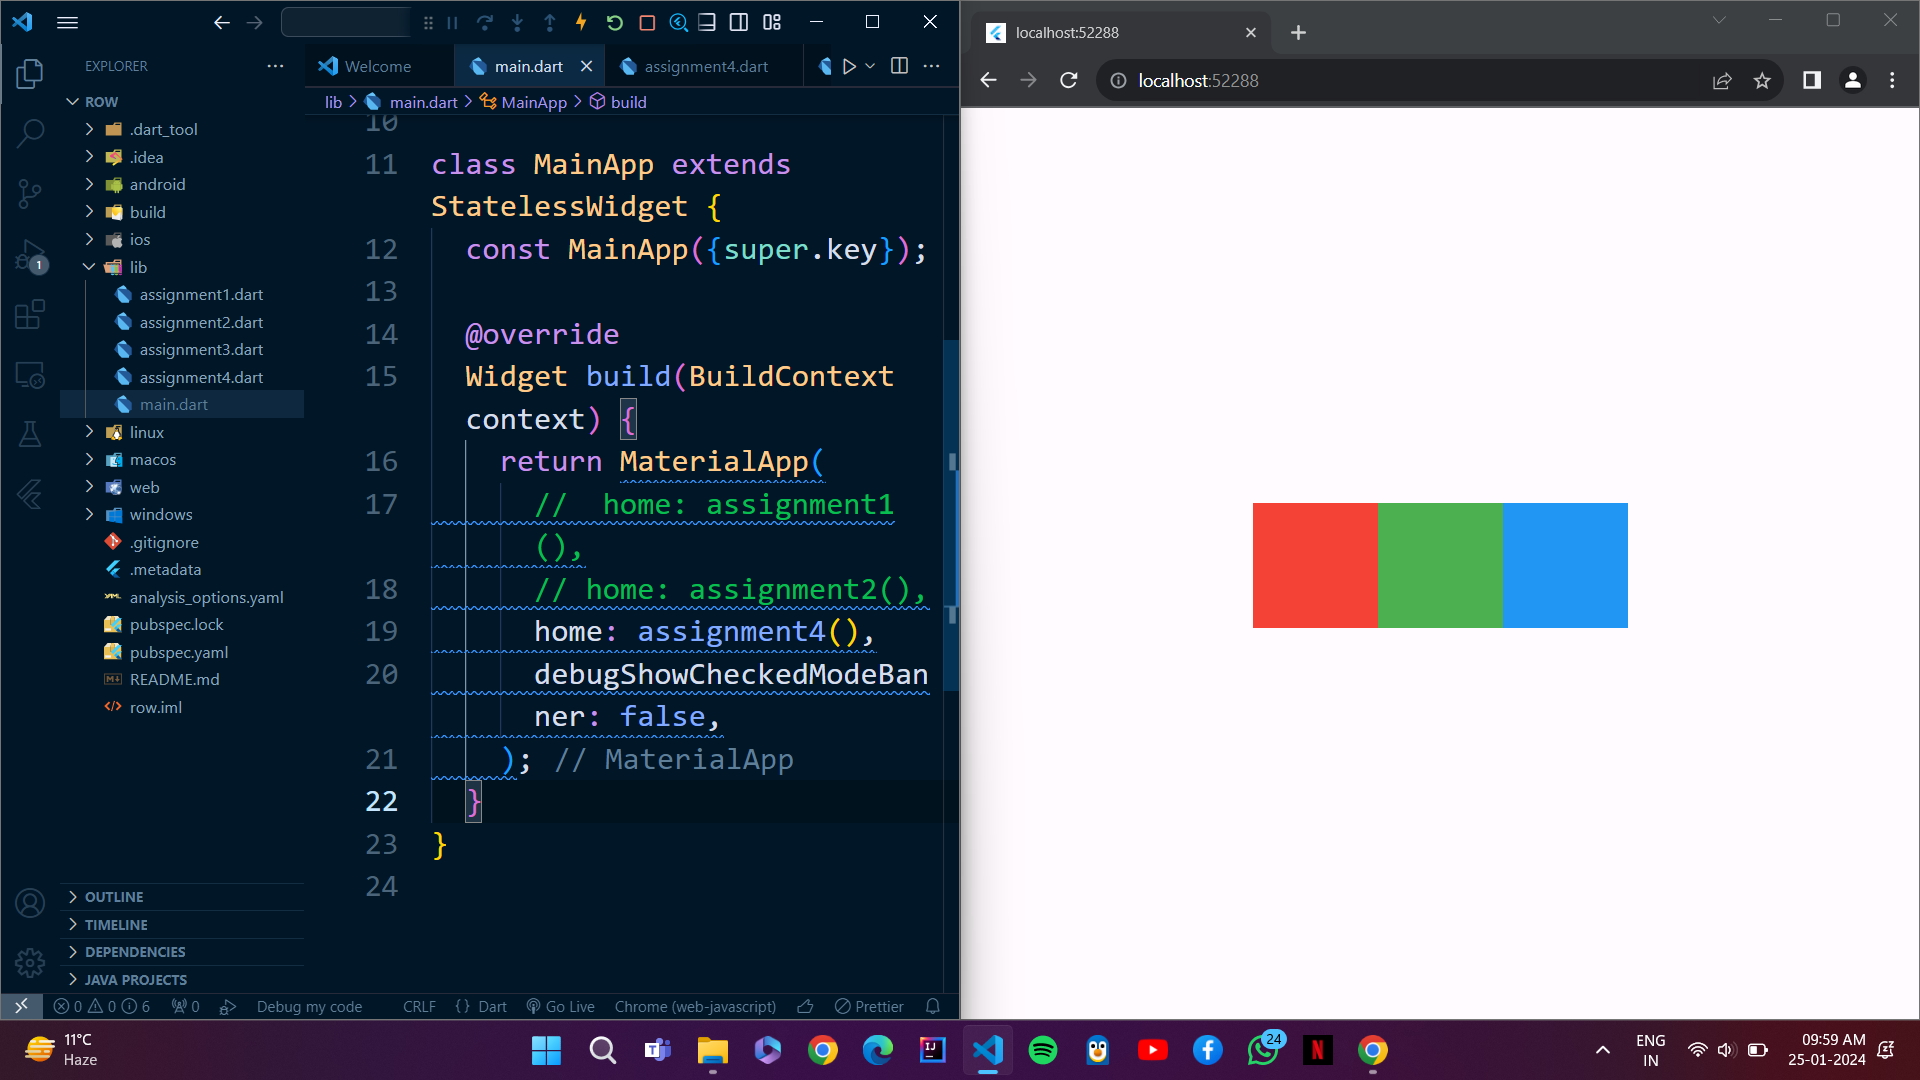 EXPLORER
ROW
.dart_tool
.idea
android
build
ios
lib
assignment1.dart
assignment2.dart
assignment3.dart
assignment4.dart
main.dart
linux
macos
web
windows
.gitignore
.metadata
analysis_options.yaml
pubspec.lock
pubspec.yaml
README.md
row.iml
OUTLINE
TIMELINE
DEPENDENCIES
JAVA PROJECTS
1
Welcome
main.dart
assignment4.dart
lib > main.dart > MainApp > build
10
11 class MainApp extends
StatelessWidget {
12 const MainApp({super.key});
13
14 @override
15 Widget build(BuildContext
context) {
16 return MaterialApp(
17 //  home: assignment1
(),
18 // home: assignment2(),
19 home: assignment4(),
20 debugShowCheckedModeBan
ner: false,
21 ); // MaterialApp
22 }
23 }
24
0 0 6 0 Debug my code CRLF {} Dart Go Live Chrome (web-javascript) Prettier
localhost:52288
localhost:52288
11°C
Haze
24
ENG
IN
09:59 AM
25-01-2024